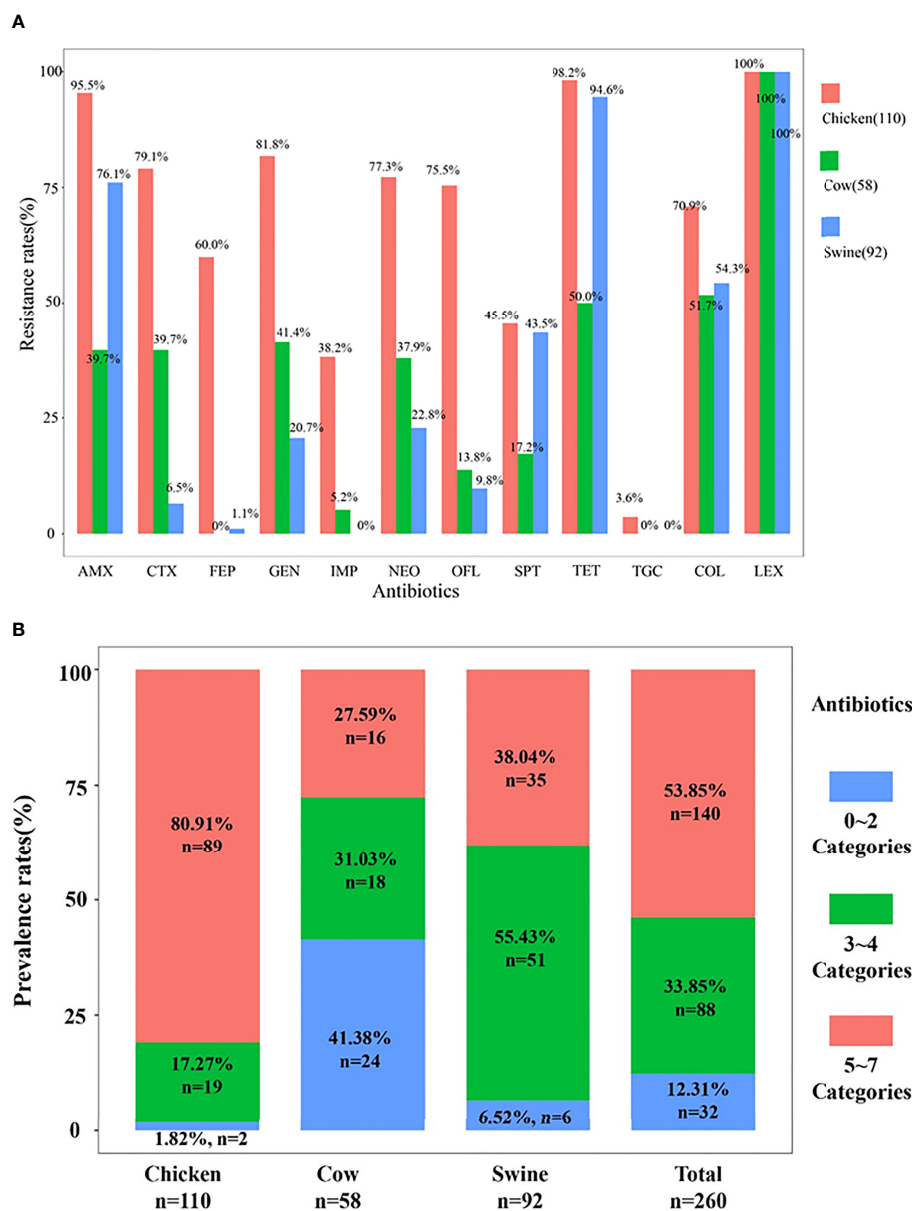 A
100
75
50
25
0
Resistance rates(%)
95.5%
39.7%
76.1%
79.1%
39.7%
6.5%
60.0%
0%
1.1%
81.8%
41.4%
20.7%
38.2%
5.2%
0%
77.3%
37.9%
22.8%
75.5%
13.8%
9.8%
45.5%
17.2%
43.5%
98.2%
50.0%
94.6%
3.6%
0%
0%
70.9%
51.7%
54.3%
100%
100%
100%
AMX CTX FEP GEN IMP NEO OFL SPT TET TGC COL LEX
Antibiotics
Chicken(110)
Cow(58)
Swine(92)
B
100
75
50
25
0
Prevalence rates(%)
80.91%
n=89
17.27%
n=19
1.82%, n=2
27.59%
n=16
31.03%
n=18
41.38%
n=24
38.04%
n=35
55.43%
n=51
6.52%, n=6
53.85%
n=140
33.85%
n=88
12.31%
n=32
Chicken Cow Swine Total
n=110 n=58 n=92 n=260
Antibiotics
0~2
Categories
3~4
Categories
5~7
Categories